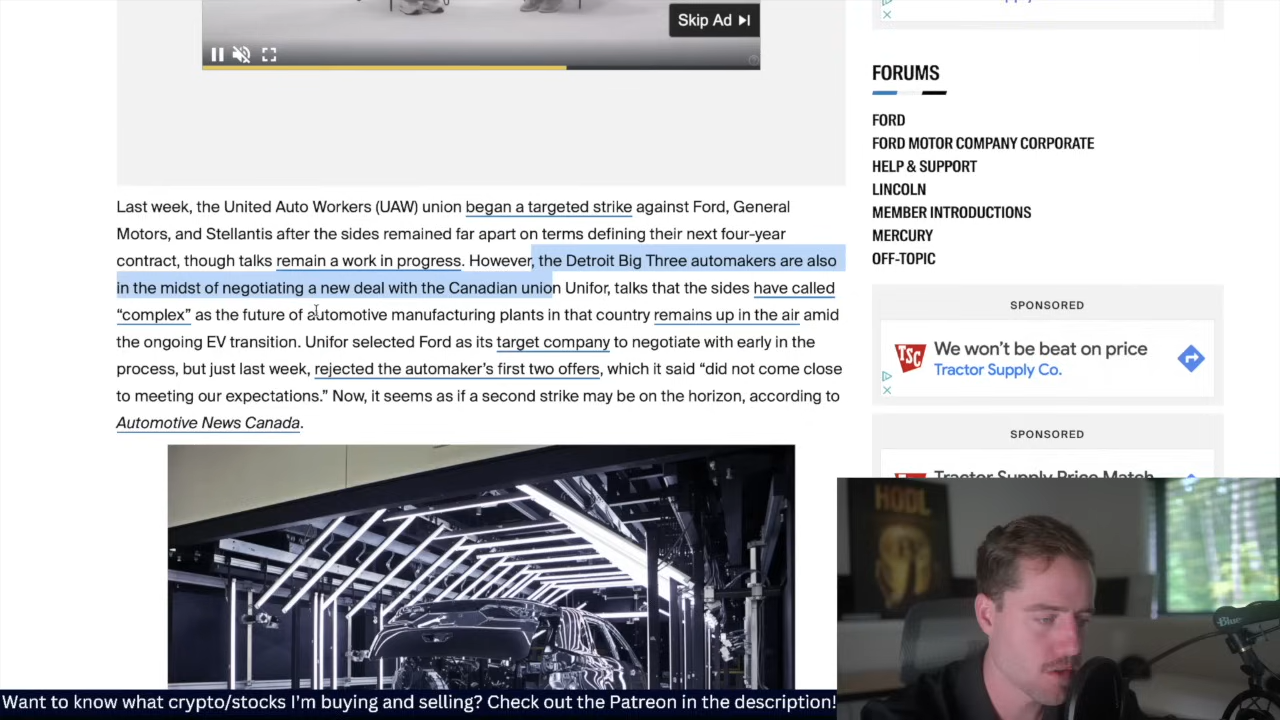 Skip Ad
Last week, the United Auto Workers (UAW) union began a targeted strike against Ford, General
Motors, and Stellantis after the sides remained far apart on terms defining their next four-year
contract, though talks remain a work in progress. However, the Detroit Big Three automakers are also
in the midst of negotiating a new deal with the Canadian union Unifor, talks that the sides have called
“complex” as the future of automotive manufacturing plants in that country remains up in the air amid
the ongoing EV transition. Unifor selected Ford as its target company to negotiate with early in the
process, but just last week, rejected the automaker’s first two offers, which it said “did not come close
to meeting our expectations.” Now, it seems as if a second strike may be on the horizon, according to
Automotive News Canada.
FORUMS
FORD
FORD MOTOR COMPANY CORPORATE
HELP & SUPPORT
LINCOLN
MEMBER INTRODUCTIONS
MERCURY
OFF-TOPIC
SPONSORED
TSC
We won’t be beat on price
Tractor Supply Co.
SPONSORED
Tractor Supply Price Match
HODL
Blue
Want to know what crypto/stocks I'm buying and selling? Check out the Patreon in the description!